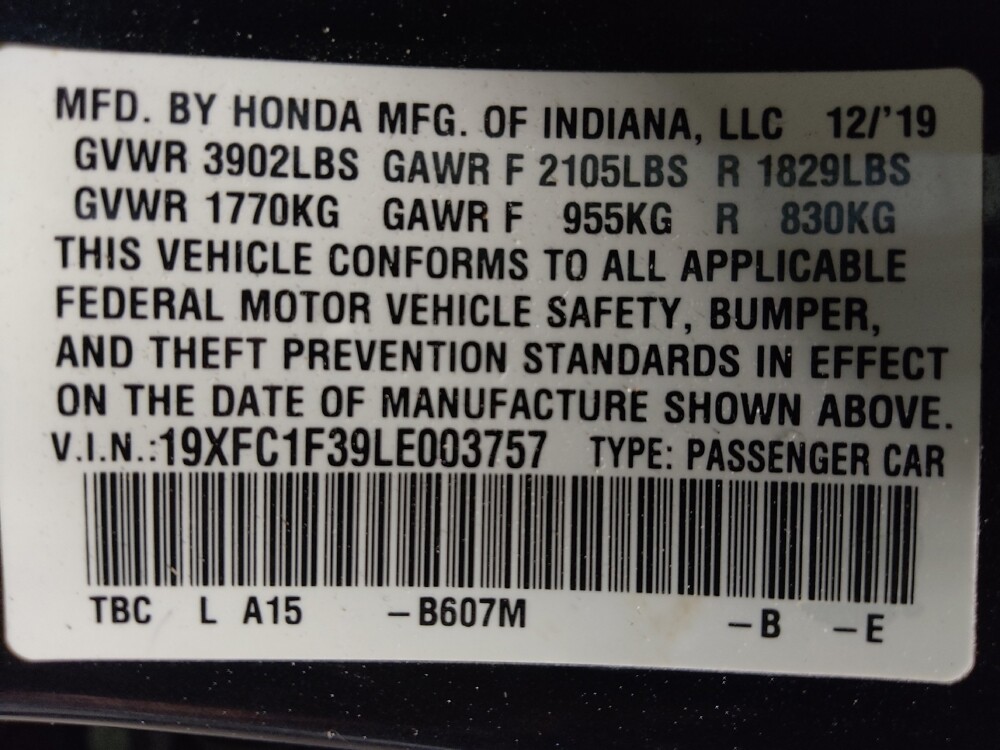 MFD. BY HONDA MFG. OF INDIANA, LLC 12/'19
GVWR 3902LBS GAWR F 2105LBS R 1829LBS
GVWR 1770KG GAWR F 955KG R 830KG
THIS VEHICLE CONFORMS TO ALL APPLICABLE
FEDERAL MOTOR VEHICLE SAFETY, BUMPER,
AND THEFT PREVENTION STANDARDS IN EFFECT
ON THE DATE OF MANUFACTURE SHOWN ABOVE.
V.I.N.:19XFC1F39LE003757 TYPE: PASSENGER CAR
TBC L A15 –B607M –B –E